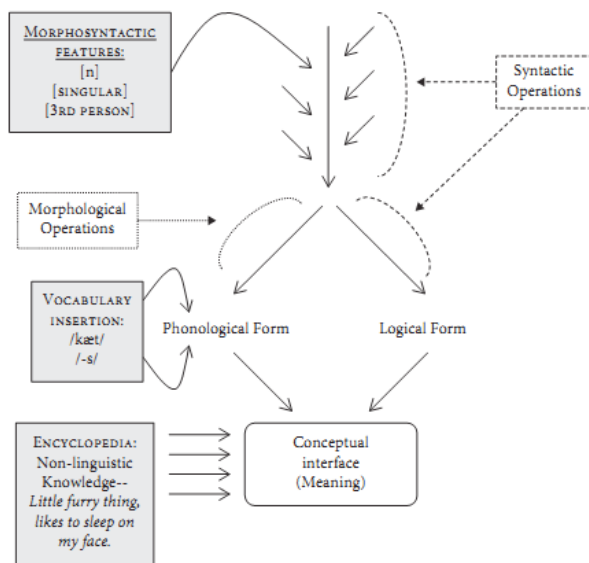 MORPHOSYNTACTIC
FEATURES:
[n]
[SINGULAR]
[3RD PERSON]
Syntactic
Operations
Morphological
Operations
VOCABULARY
INSERTION:
/kæt/
/-s/
Phonological Form
Logical Form
ENCYCLOPEDIA:
Non-linguistic
Knowledge--
Little furry thing,
likes to sleep on
my face.
Conceptual
interface
(Meaning)